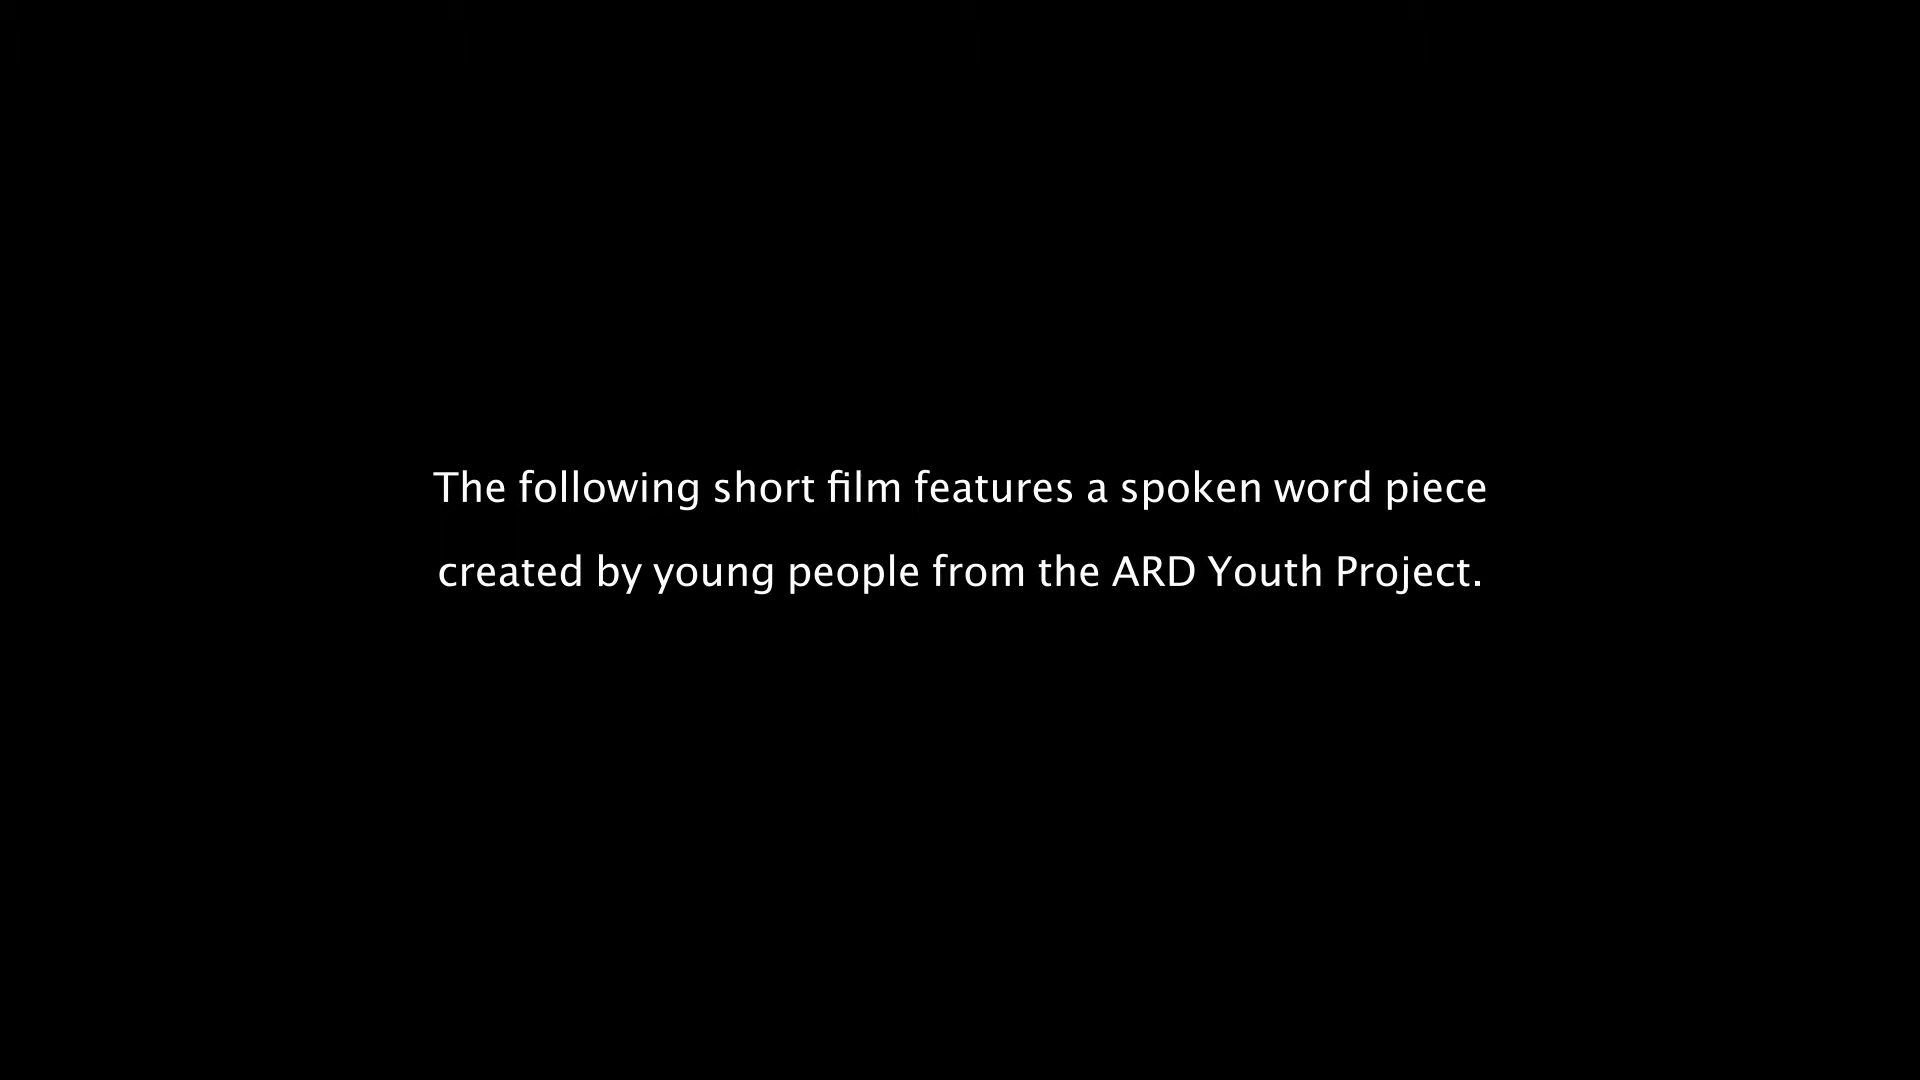 The following short film features a spoken word piece
created by young people from the ARD Youth Project.